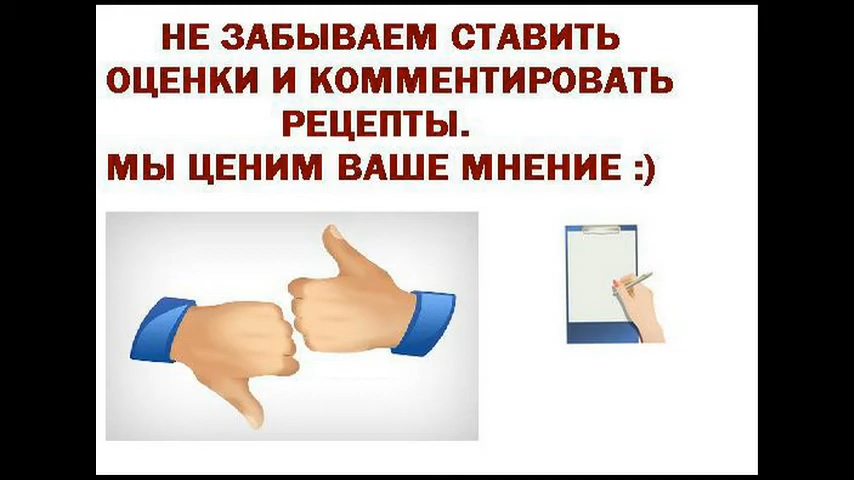 НЕ ЗАБЫВАЕМ СТАВИТЬ
ОЦЕНКИ И КОММЕНТИРОВАТЬ
РЕЦЕПТЫ.
МЫ ЦЕНИМ ВАШЕ МНЕНИЕ :)